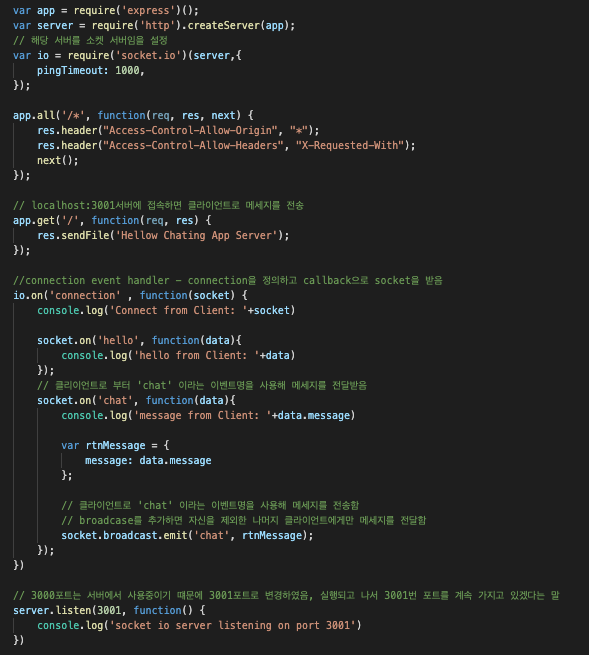 var app = require('express')();
var server = require('http').createServer(app);
// 해당 서버를 소켓 서버임을 설정
var io = require('socket.io')(server,{
    pingTimeout: 1000,
});

app.all('/*', function(req, res, next) {
    res.header("Access-Control-Allow-Origin", "*");
    res.header("Access-Control-Allow-Headers", "X-Requested-With");
    next();
});

// localhost:3001서버에 접속하면 클라이언트로 메세지를 전송
app.get('/', function(req, res) {
    res.sendFile('Hellow Chating App Server');
});

//connection event handler - connection을 정의하고 callback으로 socket을 받음
io.on('connection' , function(socket) {
    console.log('Connect from Client: '+socket)

    socket.on('hello', function(data){
        console.log('hello from Client: '+data)
    });
    // 클리이언트로 부터 'chat' 이라는 이벤트명을 사용해 메세지를 전달받음
    socket.on('chat', function(data){
        console.log('message from Client: '+data.message)

        var rtnMessage = {
            message: data.message
        };

        // 클라이언트로 'chat' 이라는 이벤트명을 사용해 메세지를 전송함
        // broadcase를 추가하면 자신을 제외한 나머지 클라이언트에게만 메세지를 전달함
        socket.broadcast.emit('chat', rtnMessage);
    });
})

// 3000포트는 서버에서 사용중이기 때문에 3001포트로 변경하였음, 실행되고 나서 3001번 포트를 계속 가지고 있겠다는 말
server.listen(3001, function() {
    console.log('socket io server listening on port 3001')
})